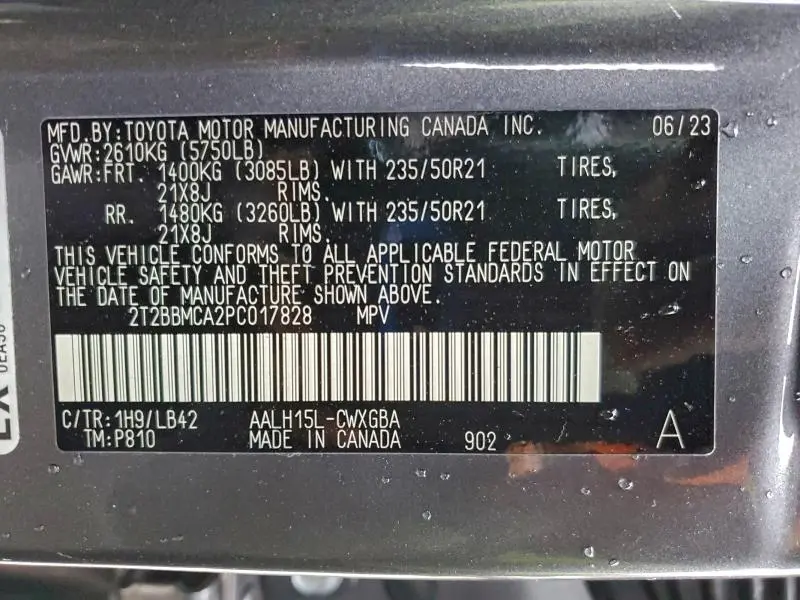 MFD.BY:TOYOTA MOTOR MANUFACTURING CANADA INC. 06/23
GVWR:2610KG (5750LB)
GAWR:FRT. 1400KG (3085LB) WITH 235/50R21 TIRES,
21X8J RIMS.
RR. 1480KG (3260LB) WITH 235/50R21 TIRES,
21X8J RIMS.
THIS VEHICLE CONFORMS TO ALL APPLICABLE FEDERAL MOTOR
VEHICLE SAFETY AND THEFT PREVENTION STANDARDS IN EFFECT ON
THE DATE OF MANUFACTURE SHOWN ABOVE.
2T2BBMCA2PC017828 MPV
C/TR:1H9/LB42 AALH15L-CWXGBA
TM:P810 MADE IN CANADA 902 A